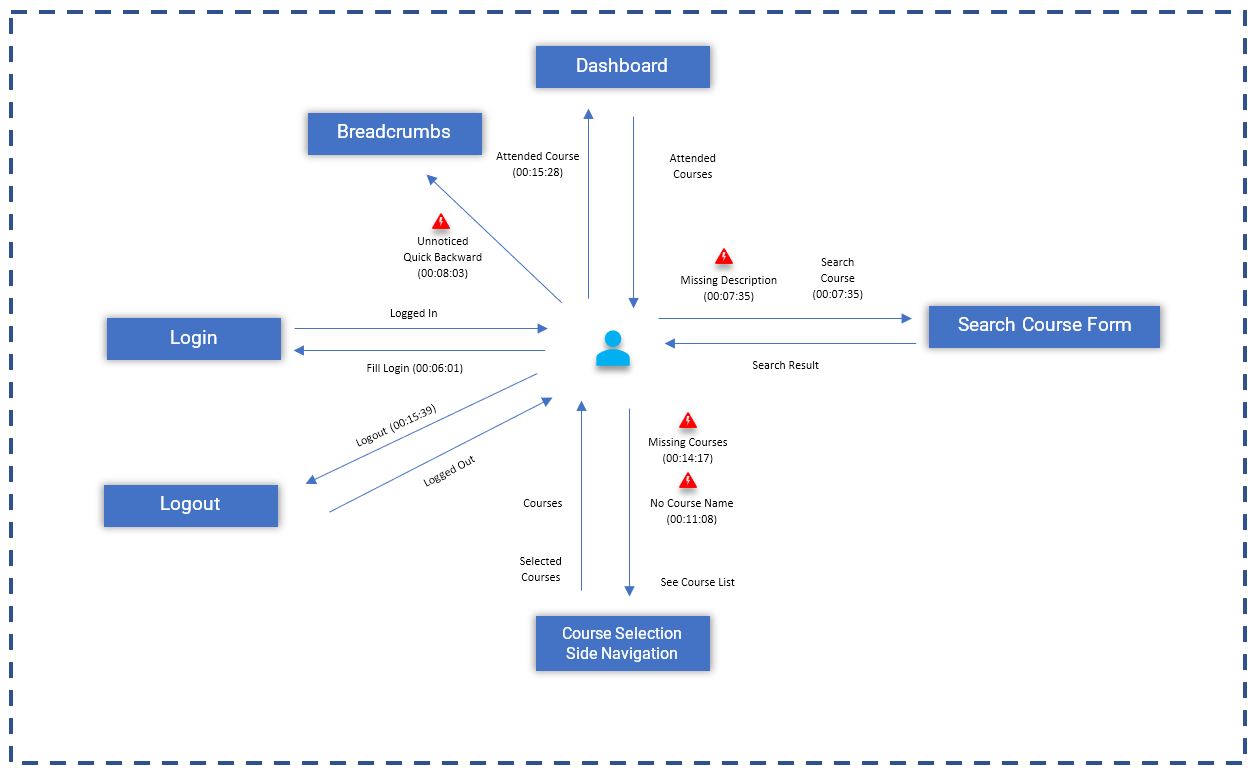 Dashboard
Breadcrumbs
Attended Course
(00:15:28)
Attended
Courses
Unnoticed
Quick Backward
(00:08:03)
Missing Description
(00:07:35)
Search
Course
(00:07:35)
Logged In
Login
Search Course Form
Fill Login (00:06:01)
Search Result
Logout (00:15:39)
Logged Out
Logout
Missing Courses
(00:14:17)
No Course Name
(00:11:08)
Courses
Selected
Courses
See Course List
Course Selection
Side Navigation